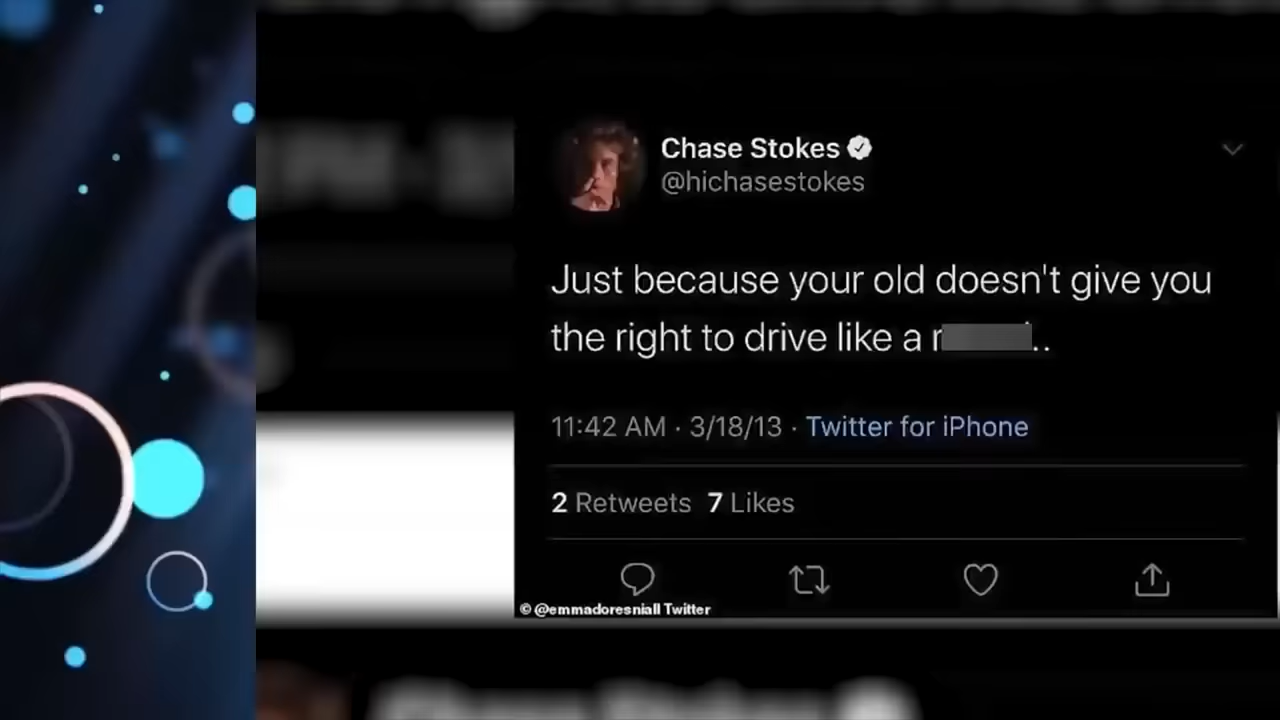 Chase Stokes
@hichasestokes
Just because your old doesn't give you
the right to drive like a r..
11:42 AM · 3/18/13 · Twitter for iPhone
2 Retweets 7 Likes
© @emmadoresniall Twitter